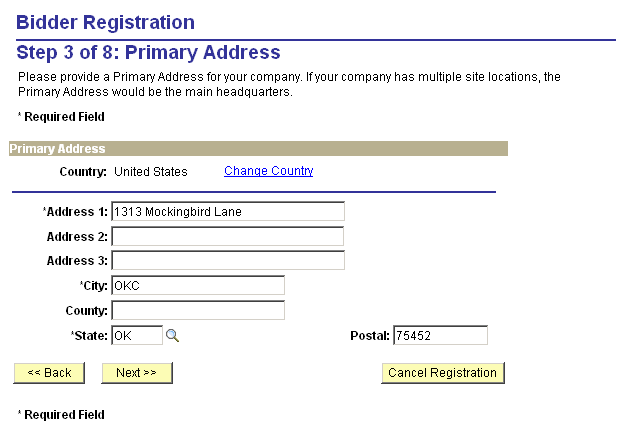 Bidder Registration
Step 3 of 8: Primary Address
Please provide a Primary Address for your company. If your company has multiple site locations, the
Primary Address would be the main headquarters.
* Required Field
Primary Address
Country: United States Change Country
*Address 1: 1313 Mockingbird Lane
Address 2:
Address 3:
*City: OKC
County:
*State: OK Postal: 75452
<< Back Next >> Cancel Registration
* Required Field